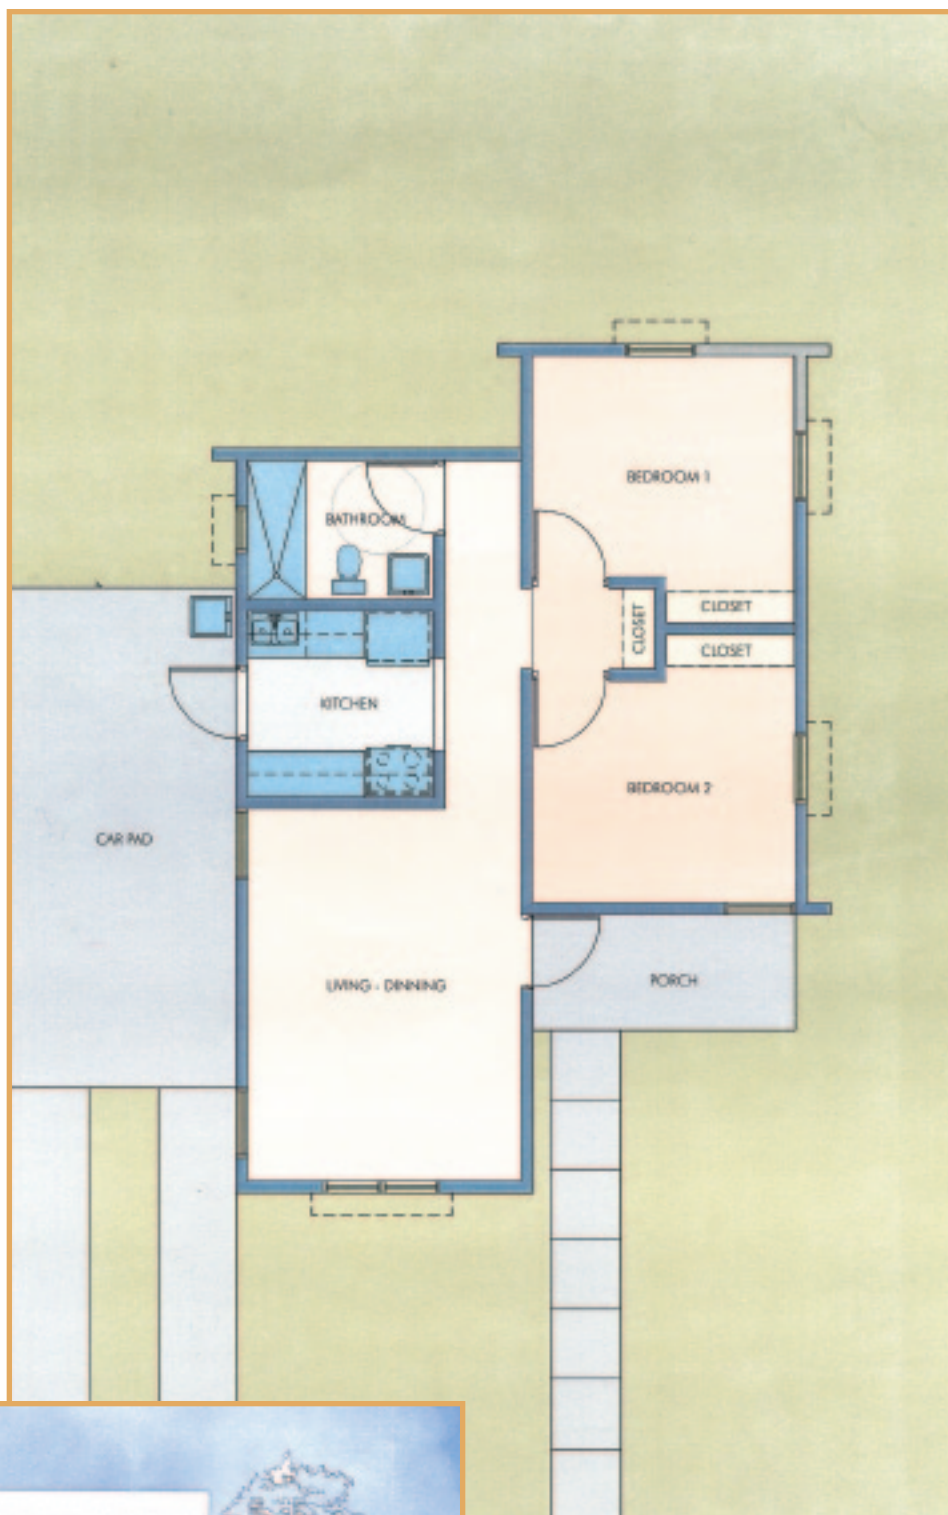 BEDROOM 1
BATHROOM
CLOSET
CLOSET
CLOSET
KITCHEN
BEDROOM 2
CAR PAD
LIVING - DINNING
PORCH